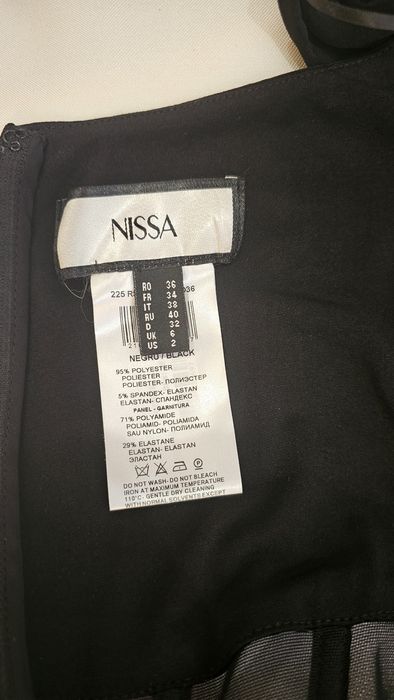 NISSA
RO 36
FR 34
IT 38
RU 40
D 32
UK 6
US 2
225 R
036
NEGRU / BLACK
95% POLYESTER
POLIESTER
POLIESTER- ПОЛИЭСТЕР
5% SPANDEX- ELASTAN
ELASTAN- СПАНДЕКС
PANEL - GARNITURA
71% POLYAMIDE
POLIAMID- POLIAMIDA
SAU NYLON- ПОЛИАМИД
29% ELASTANE
ELASTAN- ELASTAN
ЭЛАСТАН
DO NOT WASH- DO NOT BLEACH
IRON AT MAXIMUM TEMPERATURE
110°C- GENTLE DRY CLEANING
WITH NORMAL SOLVENTS EXCEPT